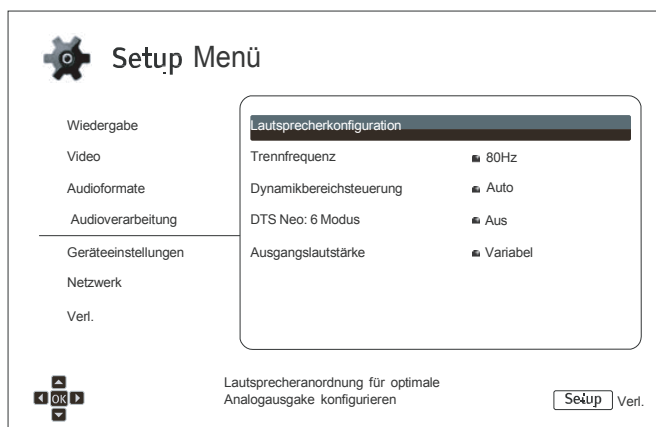 Setup Menü
Wiedergabe
Video
Audioformate
Audioverarbeitung
Geräteeinstellungen
Netzwerk
Verl.
Lautsprecherkonfiguration
Trennfrequenz 80Hz
Dynamikbereichsteuerung Auto
DTS Neo: 6 Modus Aus
Ausgangslautstärke Variabel
OK
Lautsprecheranordnung für optimale
Analogausgake konfigurieren
Setup Verl.